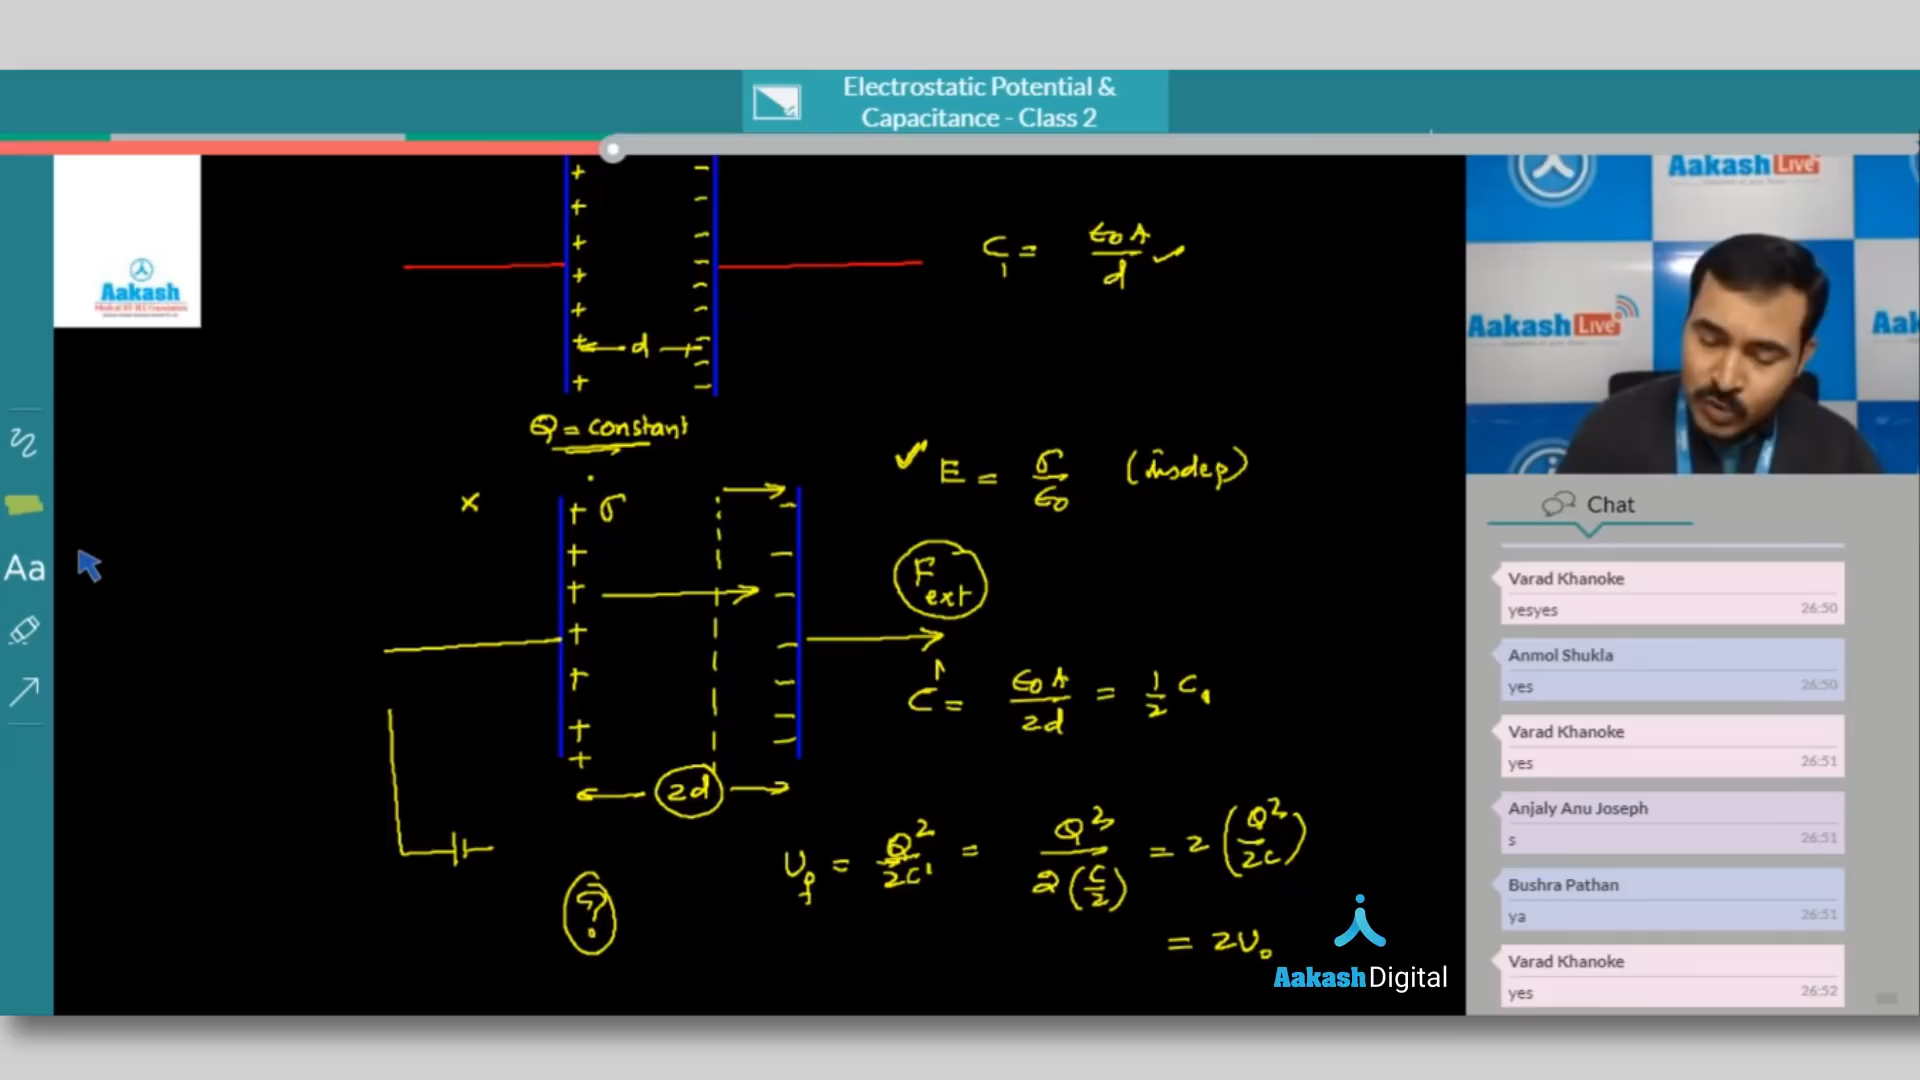 Electrostatic Potential &
Capacitance - Class 2
Aakash
Aakash Live
Aakash Live
Aak
Aa
+ -
+ -
+ -
+ -
+ -
+ -
+ d -
+ -
C₁ = ε₀A/d ✓
Q = constant
✓ E = σ/ε₀ (indep)
x
+ σ -
+ -
+ -
+ -
+ -
+ -
+
F ext
C' = ε₀A/2d = 1/2 C₁
2d
U_f = Q²/2C' = Q²/2(C/2) = 2(Q²/2C)
= 2U₀
?
Aakash Digital
Chat
Varad Khanoke
yesyes 26:50
Anmol Shukla
yes 26:50
Varad Khanoke
yes 26:51
Anjaly Anu Joseph
s 26:51
Bushra Pathan
ya 26:51
Varad Khanoke
yes 26:52